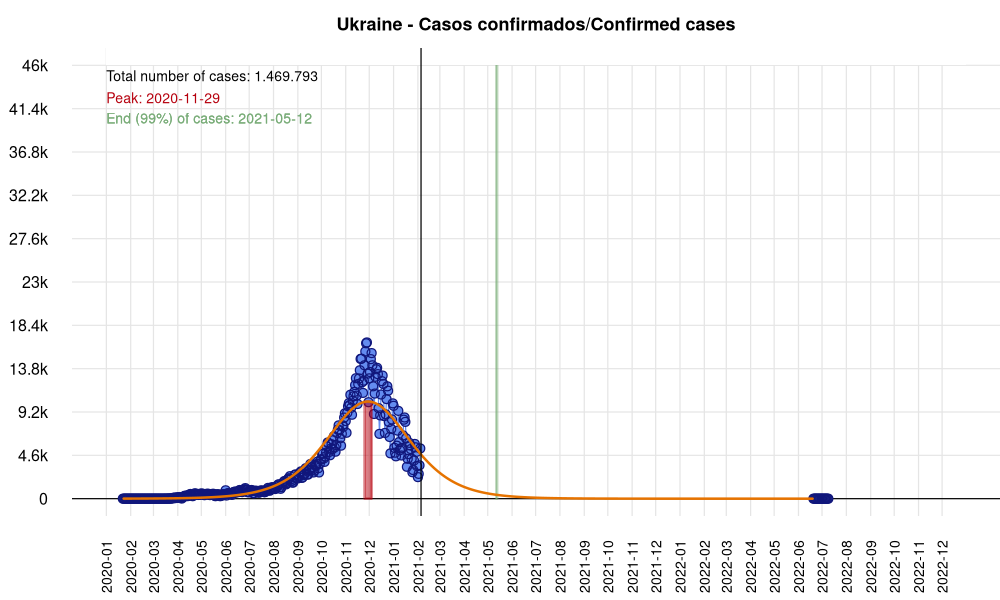 Ukraine - Casos confirmados/Confirmed cases
Total number of cases: 1.469.793
Peak: 2020-11-29
End (99%) of cases: 2021-05-12
46k
41.4k
36.8k
32.2k
27.6k
23k
18.4k
13.8k
9.2k
4.6k
0
2020-01
2020-02
2020-03
2020-04
2020-05
2020-06
2020-07
2020-08
2020-09
2020-10
2020-11
2020-12
2021-01
2021-02
2021-03
2021-04
2021-05
2021-06
2021-07
2021-08
2021-09
2021-10
2021-11
2021-12
2022-01
2022-02
2022-03
2022-04
2022-05
2022-06
2022-07
2022-08
2022-09
2022-10
2022-11
2022-12